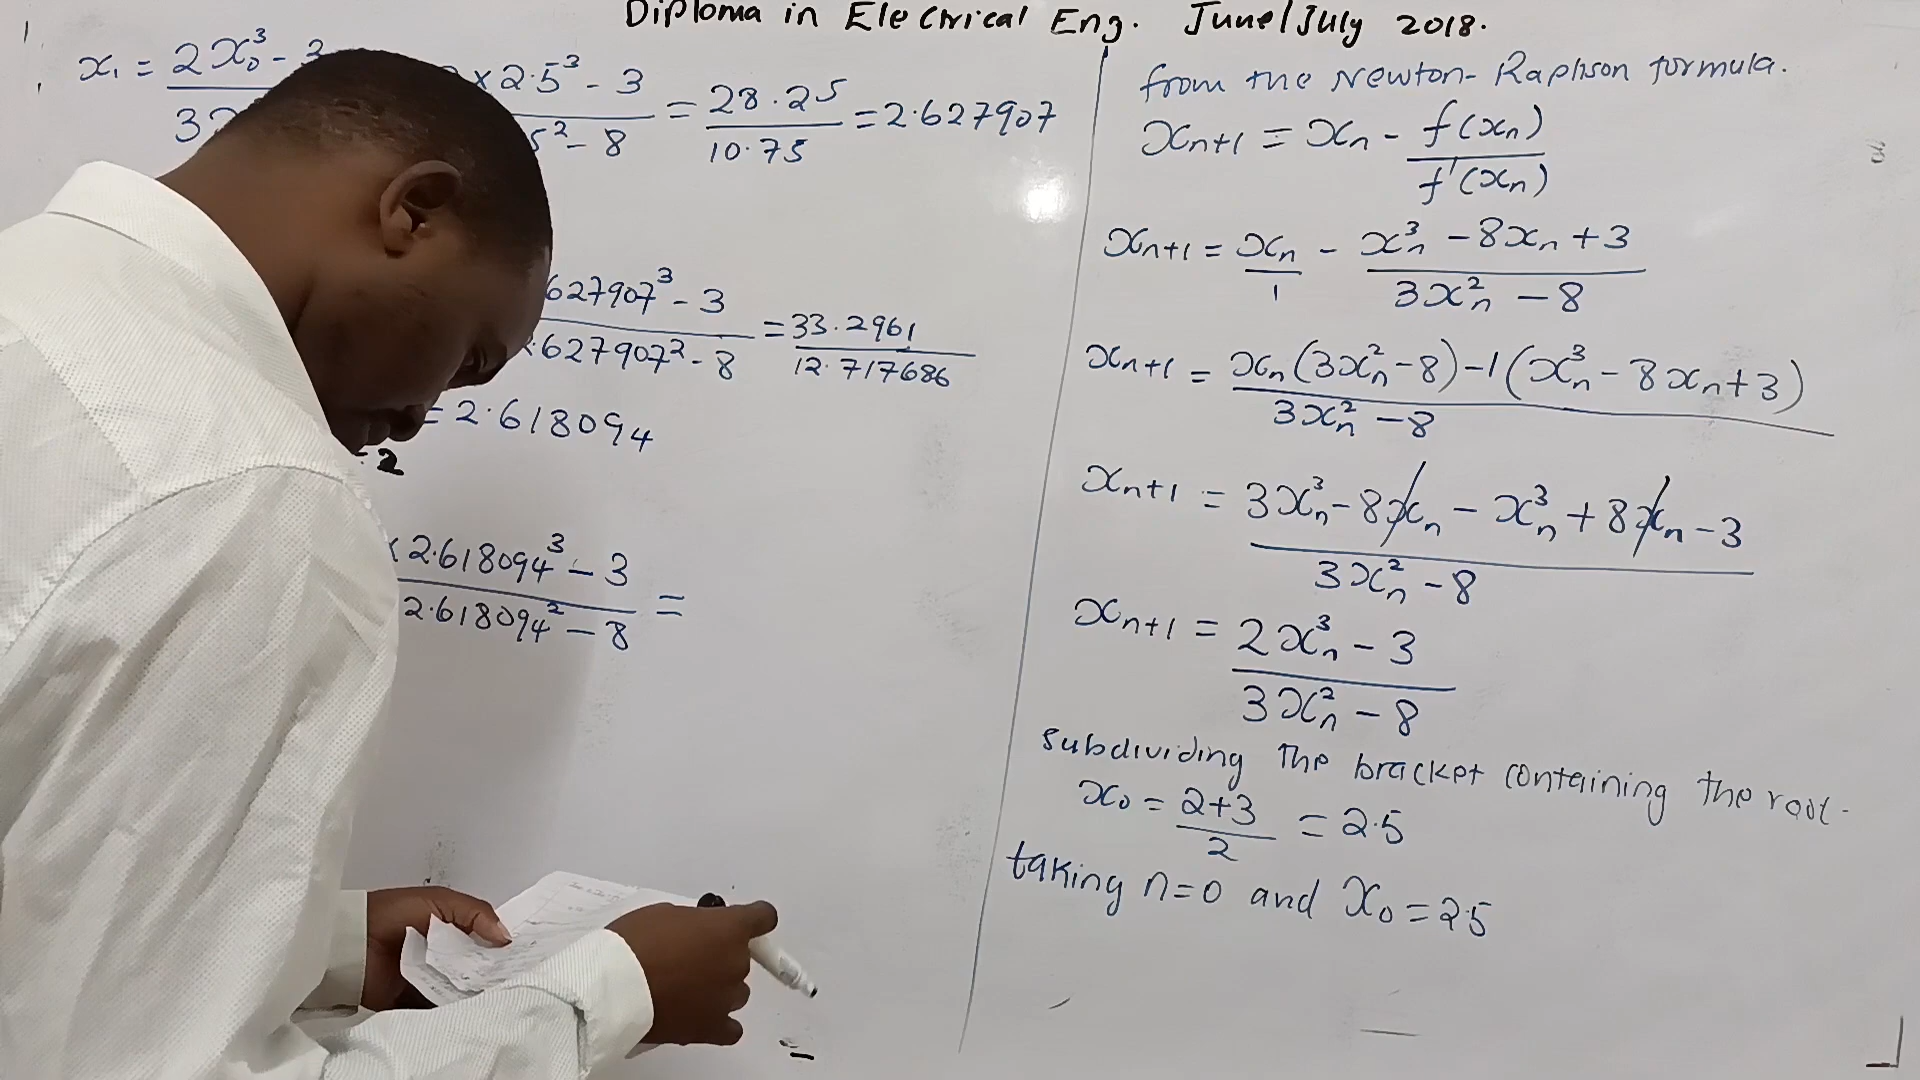 Diploma in Electrical Eng. June/July 2018.
x₁ = 2x₀³ - 3 × 2.5³ - 3 = 28.25 = 2.627907
3 5² - 8 10.75
627907³ - 3 = 33.2961
.627907² - 8 12.717686
= 2.618094
2
× 2.618094³ - 3 =
2.618094² - 8
from the Newton-Raphson formula.
xₙ₊₁ = xₙ - f(xₙ)
f'(xₙ)
xₙ₊₁ = xₙ - xₙ³ - 8xₙ + 3
1 3xₙ² - 8
xₙ₊₁ = xₙ(3xₙ² - 8) - 1(xₙ³ - 8xₙ + 3)
3xₙ² - 8
xₙ₊₁ = 3xₙ³ - 8xₙ - xₙ³ + 8xₙ - 3
3xₙ² - 8
xₙ₊₁ = 2xₙ³ - 3
3xₙ² - 8
subdividing the bracket containing the root.
x₀ = 2+3 = 2.5
2
taking n=0 and x₀ = 2.5